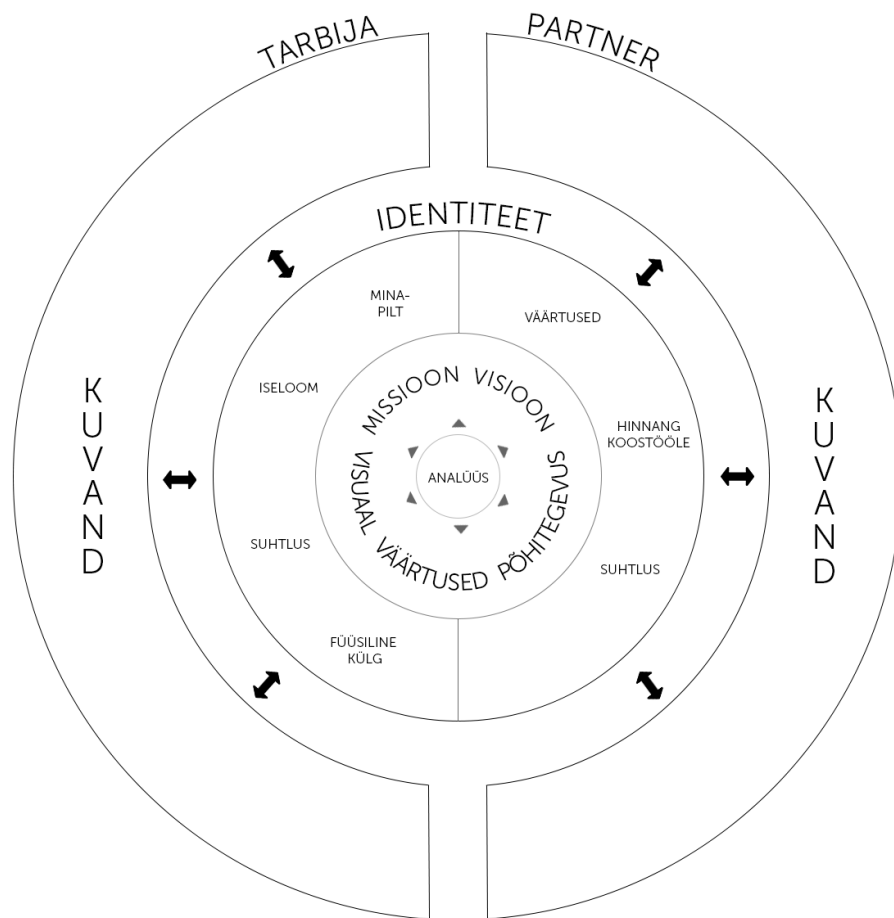 TARBIJA
PARTNER
IDENTITEET
MINA-
PILT
VÄÄRTUSED
ISELOOM
MISSIOON
VISIOON
KUVAND
HINNANG
KOOSTÖÖLE
KUVAND
ANALÜÜS
VISUAAL
VÄÄRTUSED
PÕHITEGEVUS
SUHTLUS
SUHTLUS
FÜÜSILINE
KÜLG